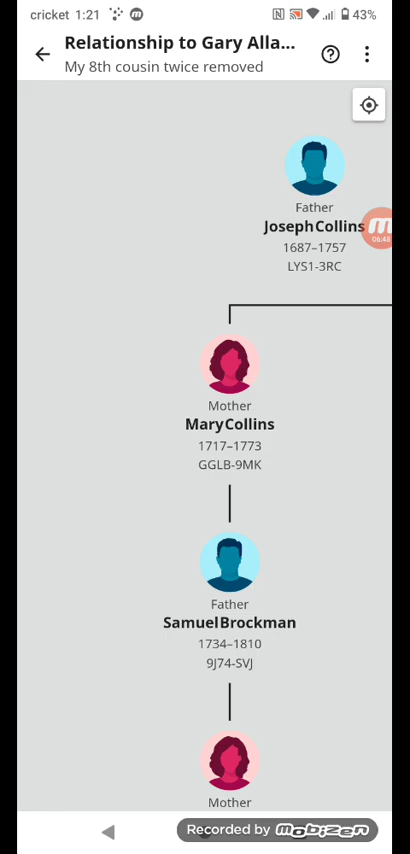 cricket 1:21 m 43%
Relationship to Gary Alla...
My 8th cousin twice removed
Father
Joseph Collins
1687–1757
LYS1-3RC
06:48
Mother
Mary Collins
1717–1773
GGLB-9MK
Father
Samuel Brockman
1734–1810
9J74-SVJ
Mother
Recorded by mobizen